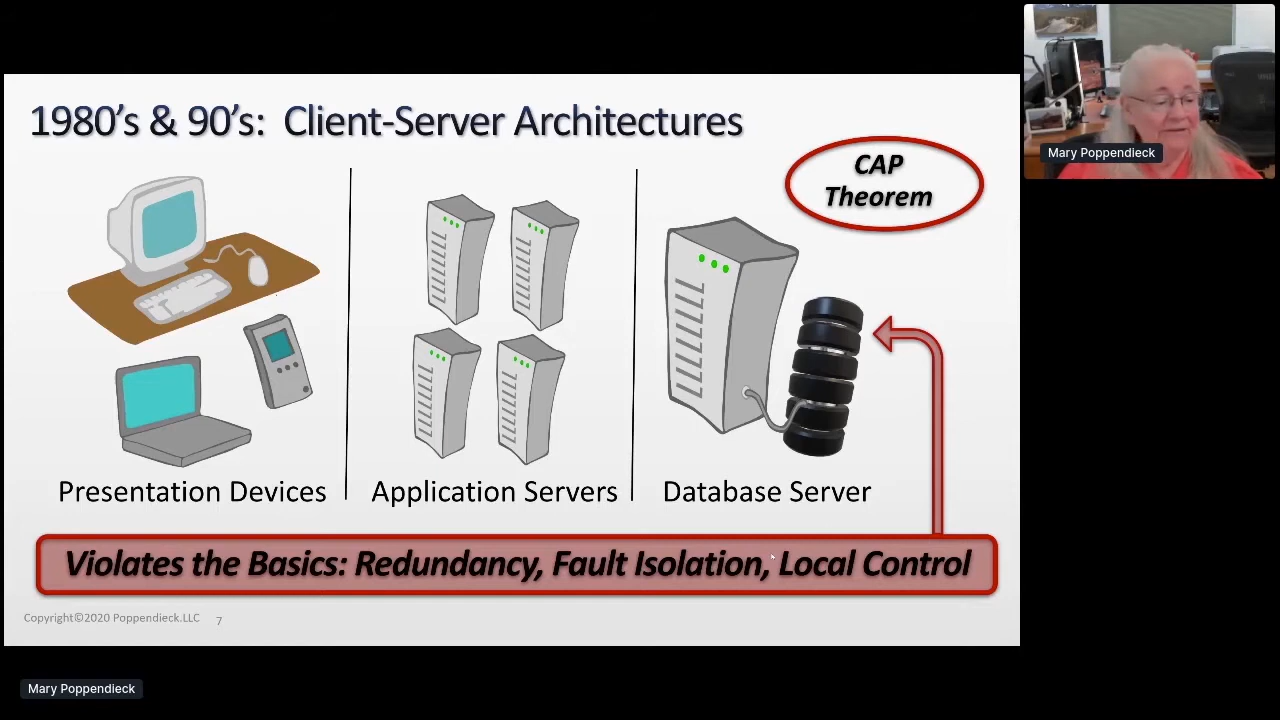 1980's & 90's:  Client-Server Architectures
CAP
Theorem
Mary Poppendieck
Presentation Devices
Application Servers
Database Server
Violates the Basics: Redundancy, Fault Isolation, Local Control
Copyright©2020 Poppendieck.LLC
7
Mary Poppendieck